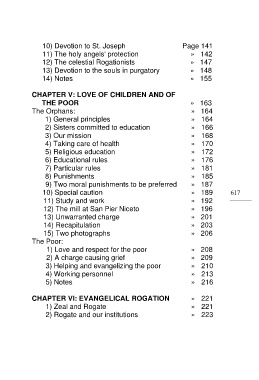 10) Devotion to St. Joseph Page 141
11) The holy angels' protection » 142
12) The celestial Rogationists » 147
13) Devotion to the souls in purgatory » 148
14) Notes » 155
CHAPTER V: LOVE OF CHILDREN AND OF
THE POOR » 163
The Orphans: » 164
1) General principles » 164
2) Sisters committed to education » 166
3) Our mission » 168
4) Taking care of health » 170
5) Religious education » 172
6) Educational rules » 176
7) Particular rules » 181
8) Punishments » 185
9) Two moral punishments to be preferred » 187
10) Special caution » 189
617
11) Study and work » 192
12) The mill at San Pier Niceto » 196
13) Unwarranted charge » 201
14) Recapitulation » 203
15) Two photographs » 206
The Poor:
1) Love and respect for the poor » 208
2) A charge causing grief » 209
3) Helping and evangelizing the poor » 210
4) Working personnel » 213
5) Notes » 216
CHAPTER VI: EVANGELICAL ROGATION » 221
1) Zeal and Rogate » 221
2) Rogate and our institutions » 223